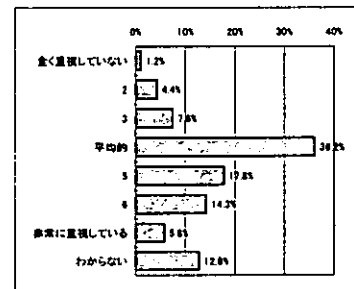 0% 10% 20% 30% 40%
全く重視していない 1.2%
2 4.4%
3 7.6%
平均的 36.2%
5 17.8%
6 14.3%
非常に重視している 5.8%
わからない 12.8%